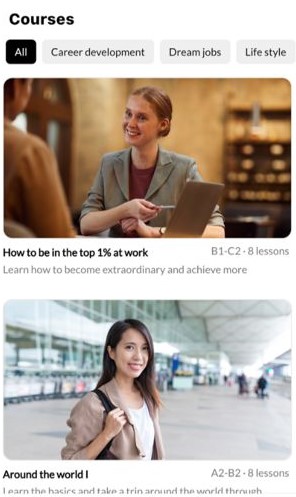 Courses
All Career development Dream jobs Life style
How to be in the top 1% at work B1-C2 · 8 lessons
Learn how to become extraordinary and achieve more
Around the world I A2-B2 · 8 lessons
Learn the basics and take a trip around the world through